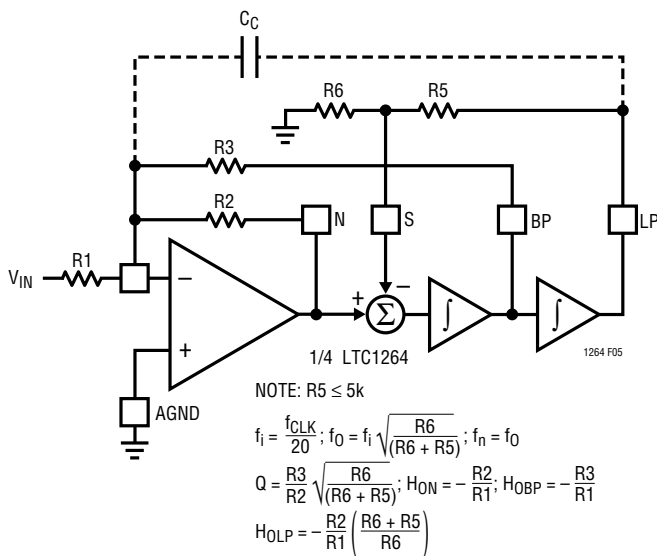 C_C
R6
R5
R3
R2
N
S
BP
LP
R1
V_IN
−
+
−
+
Σ
∫
∫
1/4 LTC1264
1264 F05
AGND
NOTE: R5 ≤ 5k
f_i = f_CLK/20 ; f_O = f_i √(R6/(R6 + R5)) ; f_n = f_O
Q = R3/R2 √(R6/(R6 + R5)) ; H_ON = − R2/R1 ; H_OBP = − R3/R1
H_OLP = − R2/R1 ((R6 + R5)/R6)